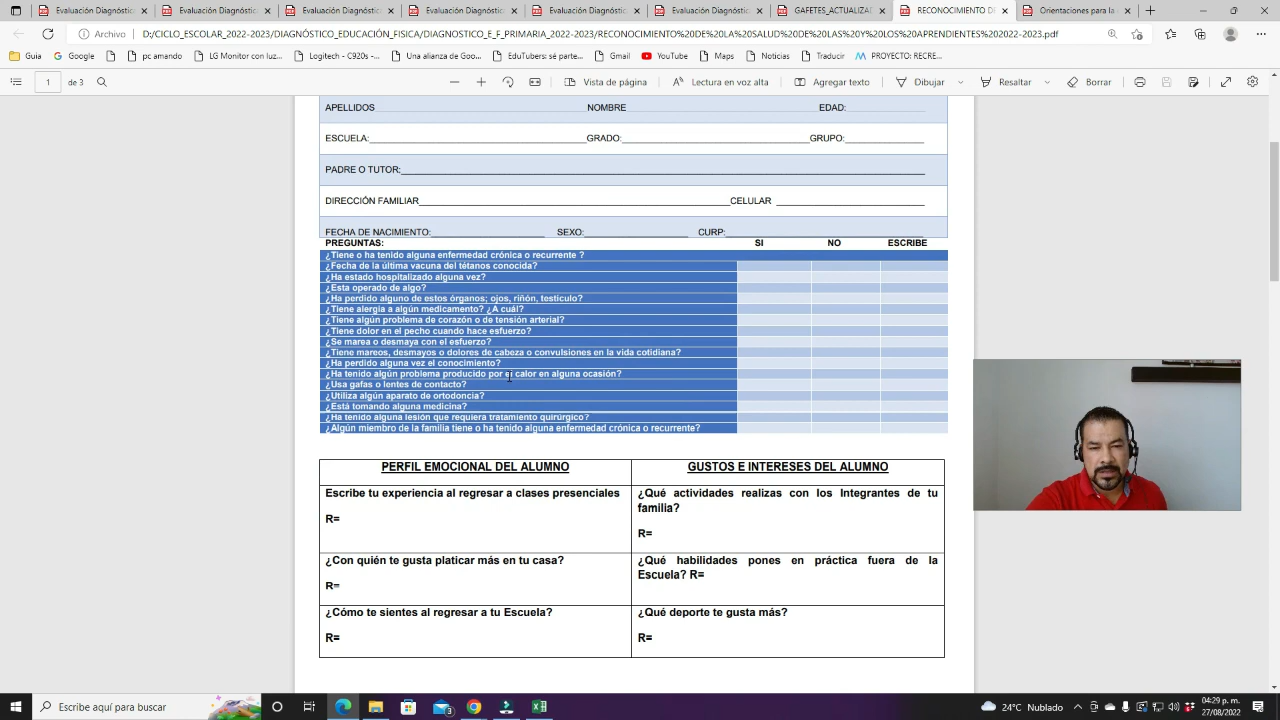 Evaluación Diagnóstic
Evaluación Diagnóstic
Evaluación Diagnóstic
Evaluación Diagnóstic
Evaluación Diagnóstic
Evaluación Diagnóstic
GAFETES_ACTUALIZAC
RECONOCIMIENTO DE
Orientaciones para la
Archivo
D:/CICLO_ESCOLAR_2022-2023/DIAGNÓSTICO_EDUCACIÓN_FISICA/DIAGNOSTICO_E_F_PRIMARIA_2022-2023/RECONOCIMIENTO%20DE%20LA%20SALUD%20DE%20LAS%20Y%20LOS%20APRENDIENTES%202022-2023.pdf
Guia
Google
pc amando
LG Monitor con luz...
Logitech - C920s -...
Una alianza de Goo...
EduTubers: sé parte...
Gmail
YouTube
Maps
Noticias
Traducir
PROYECTO: RECRE...
1 de 3
Vista de página
Lectura en voz alta
Agregar texto
Dibujar
Resaltar
Borrar
APELLIDOS NOMBRE EDAD:
ESCUELA: GRADO: GRUPO:
PADRE O TUTOR:
DIRECCIÓN FAMILIAR CELULAR
FECHA DE NACIMIENTO: SEXO: CURP:
PREGUNTAS: SI NO ESCRIBE
¿Tiene o ha tenido alguna enfermedad crónica o recurrente ?
¿Fecha de la última vacuna del tétanos conocida?
¿Ha estado hospitalizado alguna vez?
¿Esta operado de algo?
¿Ha perdido alguno de estos órganos; ojos, riñón, testículo?
¿Tiene alergia a algún medicamento? ¿A cuál?
¿Tiene algún problema de corazón o de tensión arterial?
¿Tiene dolor en el pecho cuando hace esfuerzo?
¿Se marea o desmaya con el esfuerzo?
¿Tiene mareos, desmayos o dolores de cabeza o convulsiones en la vida cotidiana?
¿Ha perdido alguna vez el conocimiento?
¿Ha tenido algún problema producido por el calor en alguna ocasión?
¿Usa gafas o lentes de contacto?
¿Utiliza algún aparato de ortodoncia?
¿Está tomando alguna medicina?
¿Ha tenido alguna lesión que requiera tratamiento quirúrgico?
¿Algún miembro de la familia tiene o ha tenido alguna enfermedad crónica o recurrente?
PERFIL EMOCIONAL DEL ALUMNO
Escribe tu experiencia al regresar a clases presenciales
R=
¿Con quién te gusta platicar más en tu casa?
R=
¿Cómo te sientes al regresar a tu Escuela?
R=
GUSTOS E INTERESES DEL ALUMNO
¿Qué actividades realizas con los Integrantes de tu
familia?
R=
¿Qué habilidades pones en práctica fuera de la
Escuela? R=
¿Qué deporte te gusta más?
R=
Escribe aquí para buscar
3
24°C Nublado
04:29 p. m.
27/08/2022